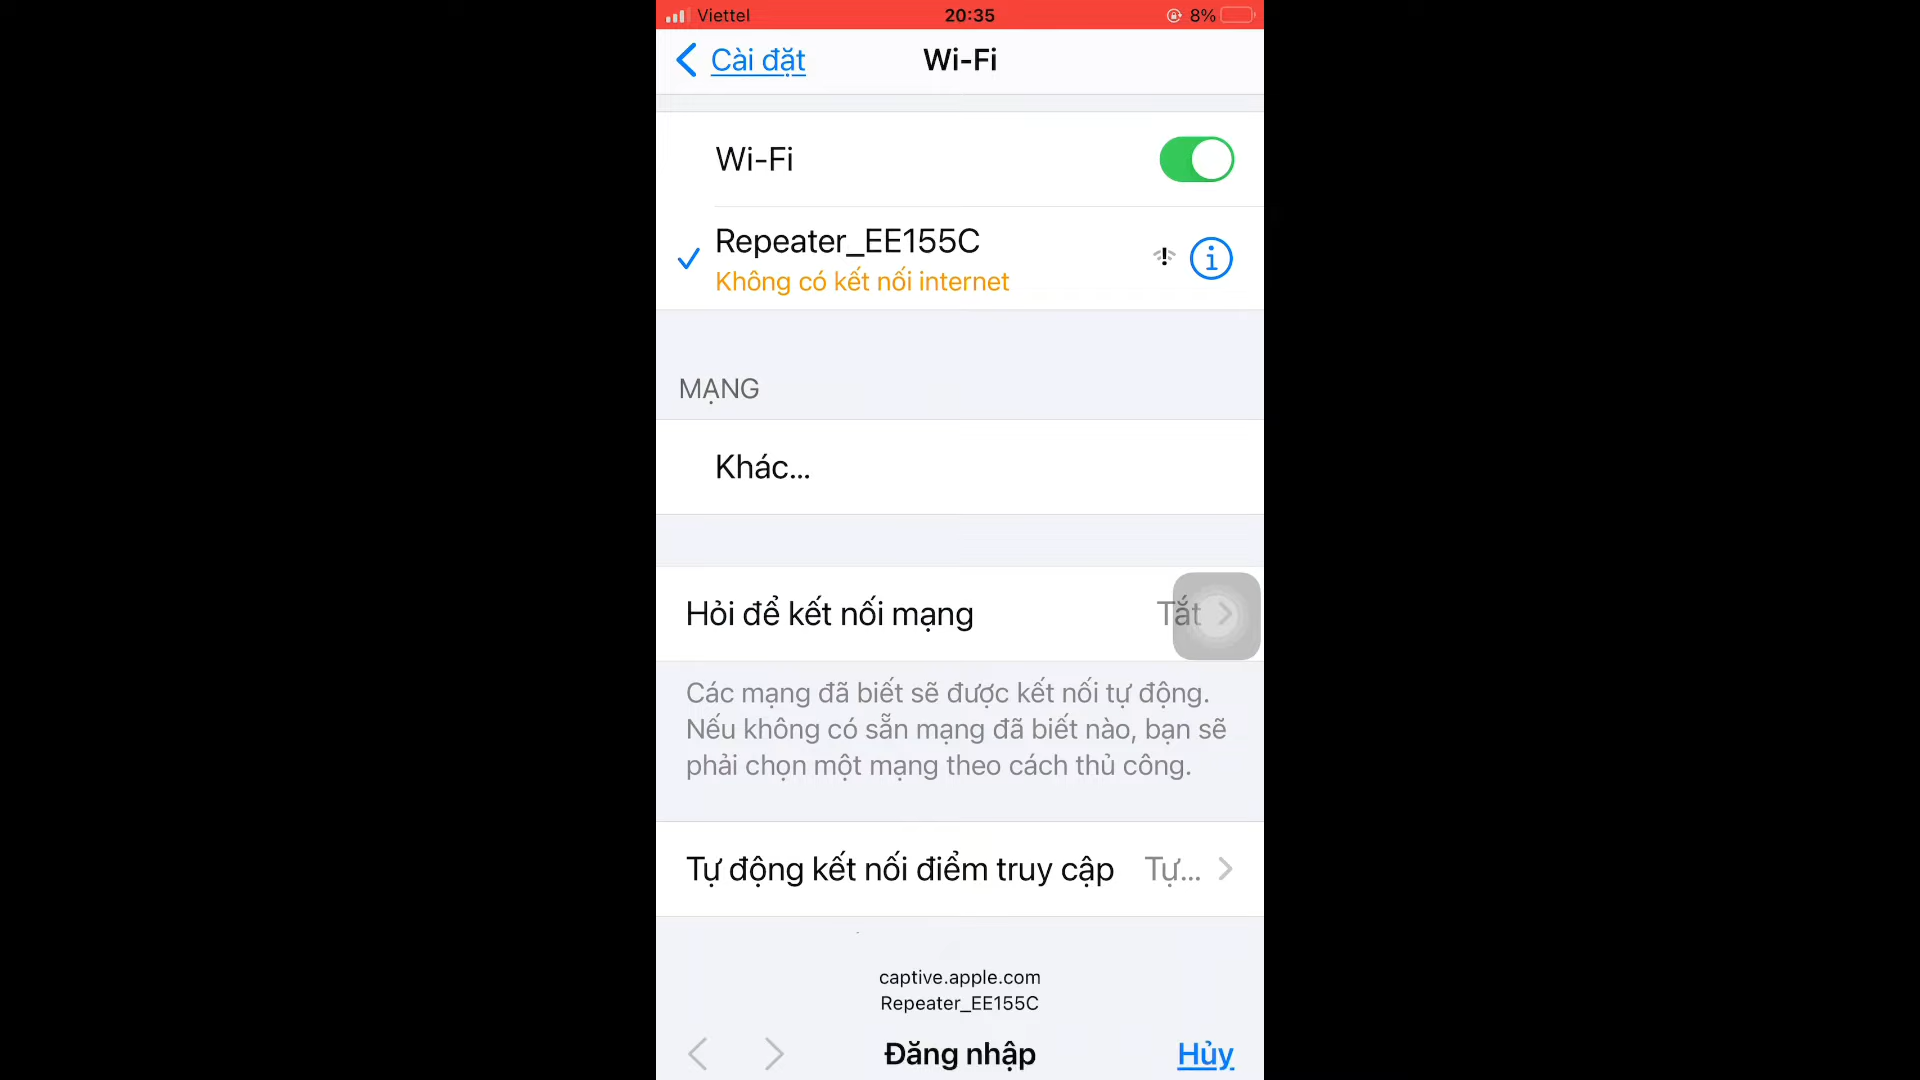 Viettel 20:35 8%
Cài đặt Wi-Fi
Wi-Fi
Repeater_EE155C
Không có kết nối internet
MẠNG
Khác...
Hỏi để kết nối mạng Tắt
Các mạng đã biết sẽ được kết nối tự động.
Nếu không có sẵn mạng đã biết nào, bạn sẽ
phải chọn một mạng theo cách thủ công.
Tự động kết nối điểm truy cập Tự...
captive.apple.com
Repeater_EE155C
Đăng nhập Hủy